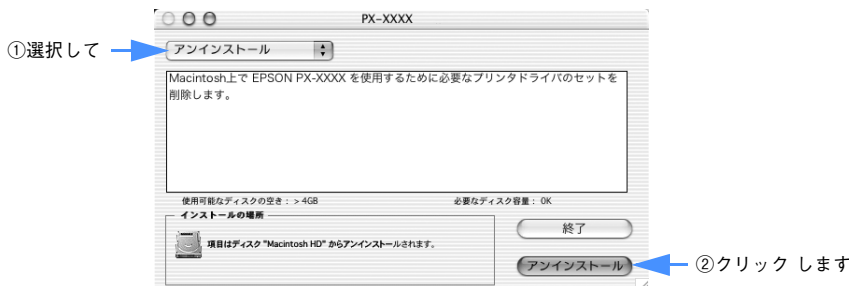 PX-XXXX
①選択して
アンインストール
Macintosh上で EPSON PX-XXXX を使用するために必要なプリンタドライバのセットを
削除します。
使用可能なディスクの空き： > 4GB 必要なディスク容量： OK
インストールの場所
項目はディスク "Macintosh HD" からアンインストールされます。
終了
アンインストール
②クリック します